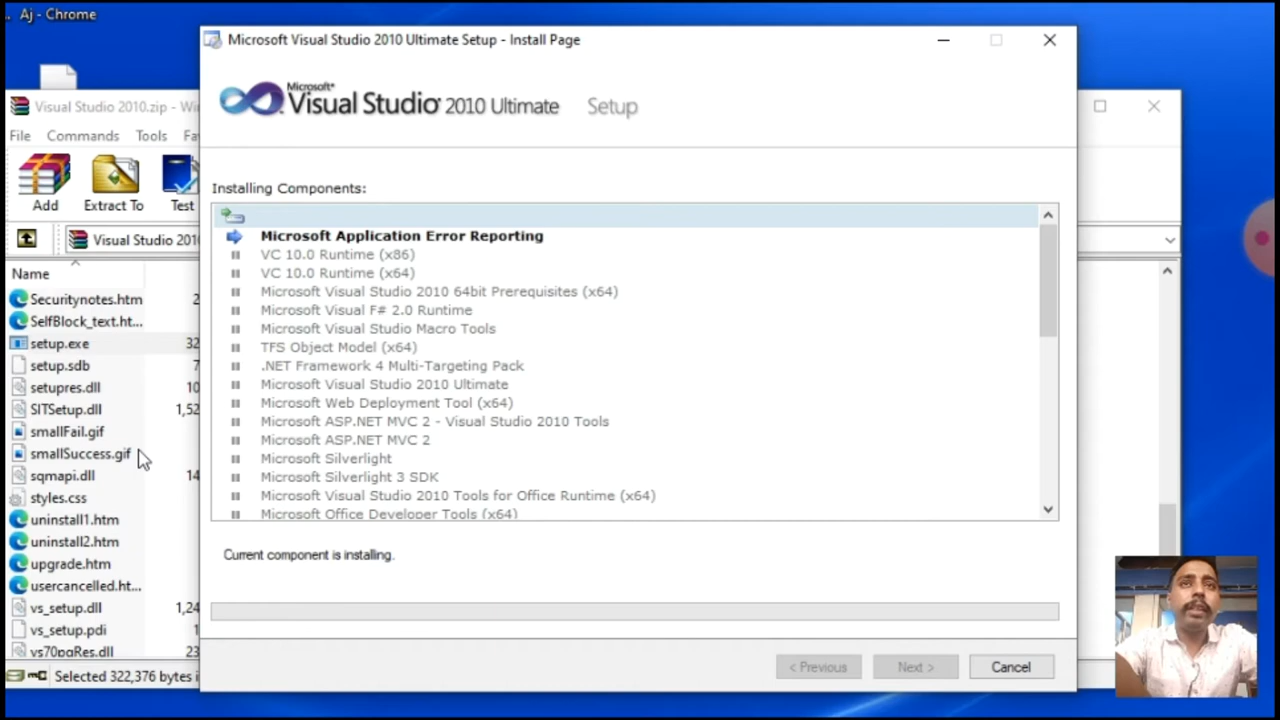 Aj - Chrome
Microsoft Visual Studio 2010 Ultimate Setup - Install Page
Visual Studio 2010.zip -
File Commands Tools
Add Extract To Test
Microsoft®
Visual Studio® 2010 Ultimate Setup
Visual Studio
Name
Securitynotes.htm
SelfBlock_text.ht...
setup.exe
setup.sdb
setupres.dll
SITSetup.dll
smallFail.gif
smallSuccess.gif
sqmapi.dll
styles.css
uninstall1.htm
uninstall2.htm
upgrade.htm
usercancelled.ht...
vs_setup.dll
vs_setup.pdi
vs70pgRes.dll
Selected 322,376 bytes
Installing Components:
Microsoft Application Error Reporting
VC 10.0 Runtime (x86)
VC 10.0 Runtime (x64)
Microsoft Visual Studio 2010 64bit Prerequisites (x64)
Microsoft Visual F# 2.0 Runtime
Microsoft Visual Studio Macro Tools
TFS Object Model (x64)
.NET Framework 4 Multi-Targeting Pack
Microsoft Visual Studio 2010 Ultimate
Microsoft Web Deployment Tool (x64)
Microsoft ASP.NET MVC 2 - Visual Studio 2010 Tools
Microsoft ASP.NET MVC 2
Microsoft Silverlight
Microsoft Silverlight 3 SDK
Microsoft Visual Studio 2010 Tools for Office Runtime (x64)
Microsoft Office Developer Tools (x64)
Current component is installing.
< Previous Next > Cancel